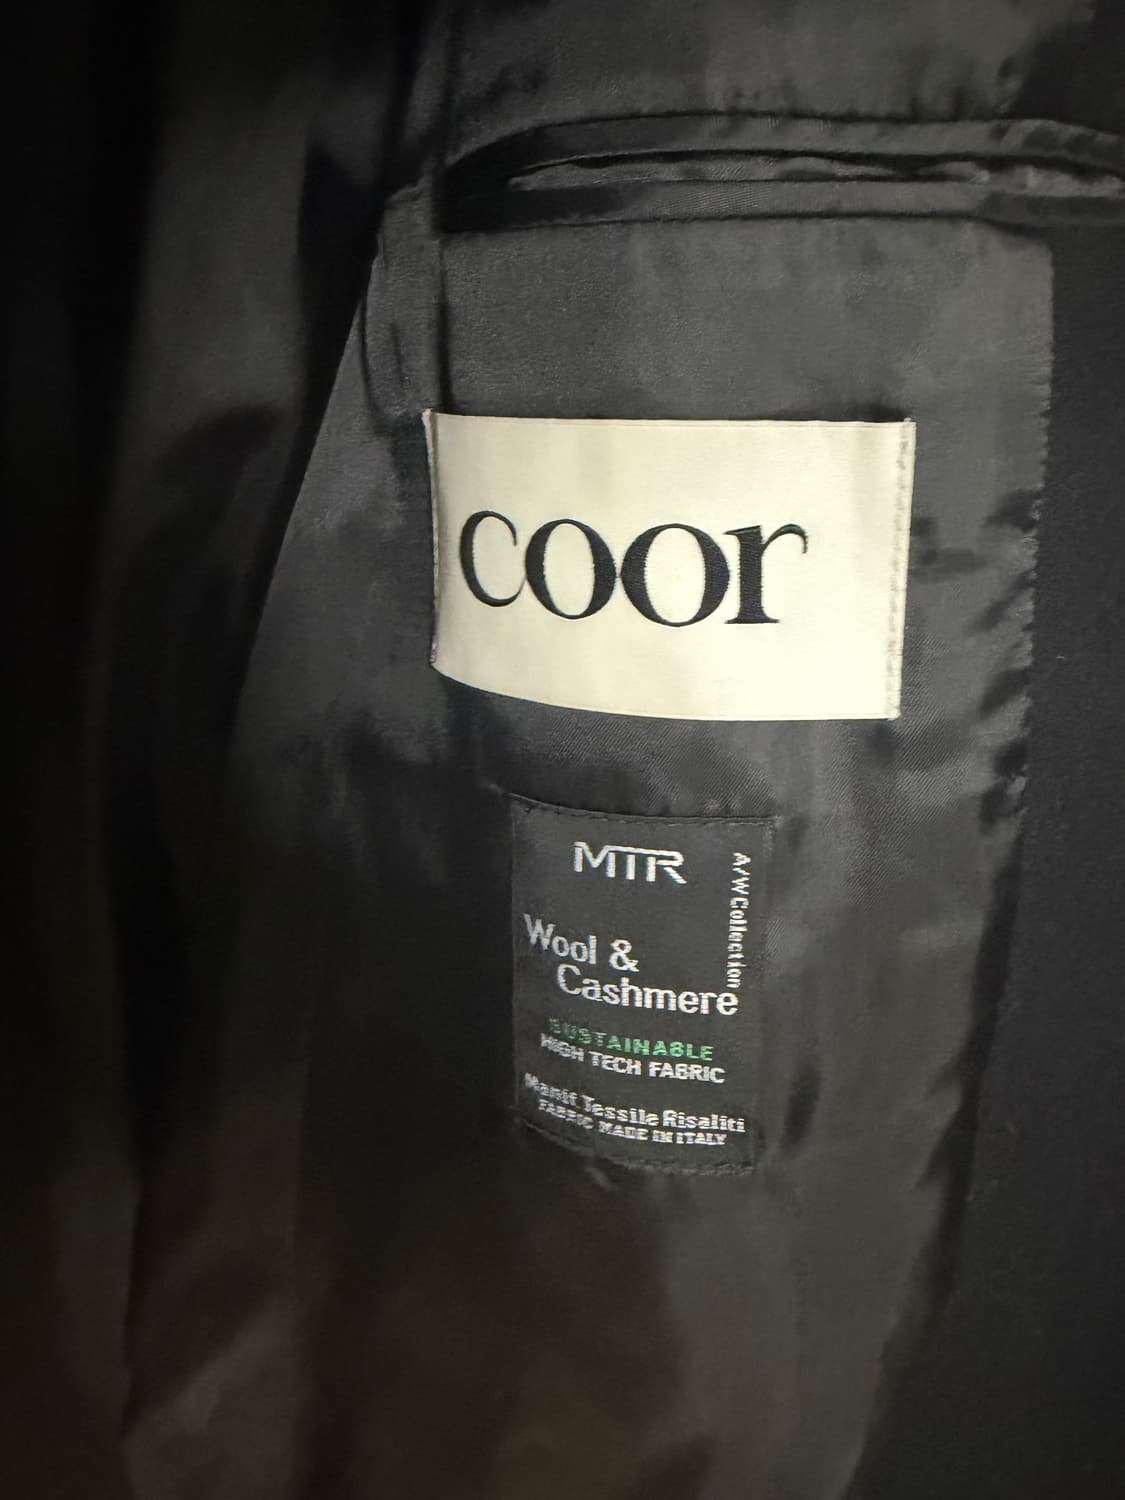 coor
MTR
A/W Collection
Wool &
Cashmere
SUSTAINABLE
HIGH TECH FABRIC
Manif. Tessile Risaliti
FABRIC MADE IN ITALY